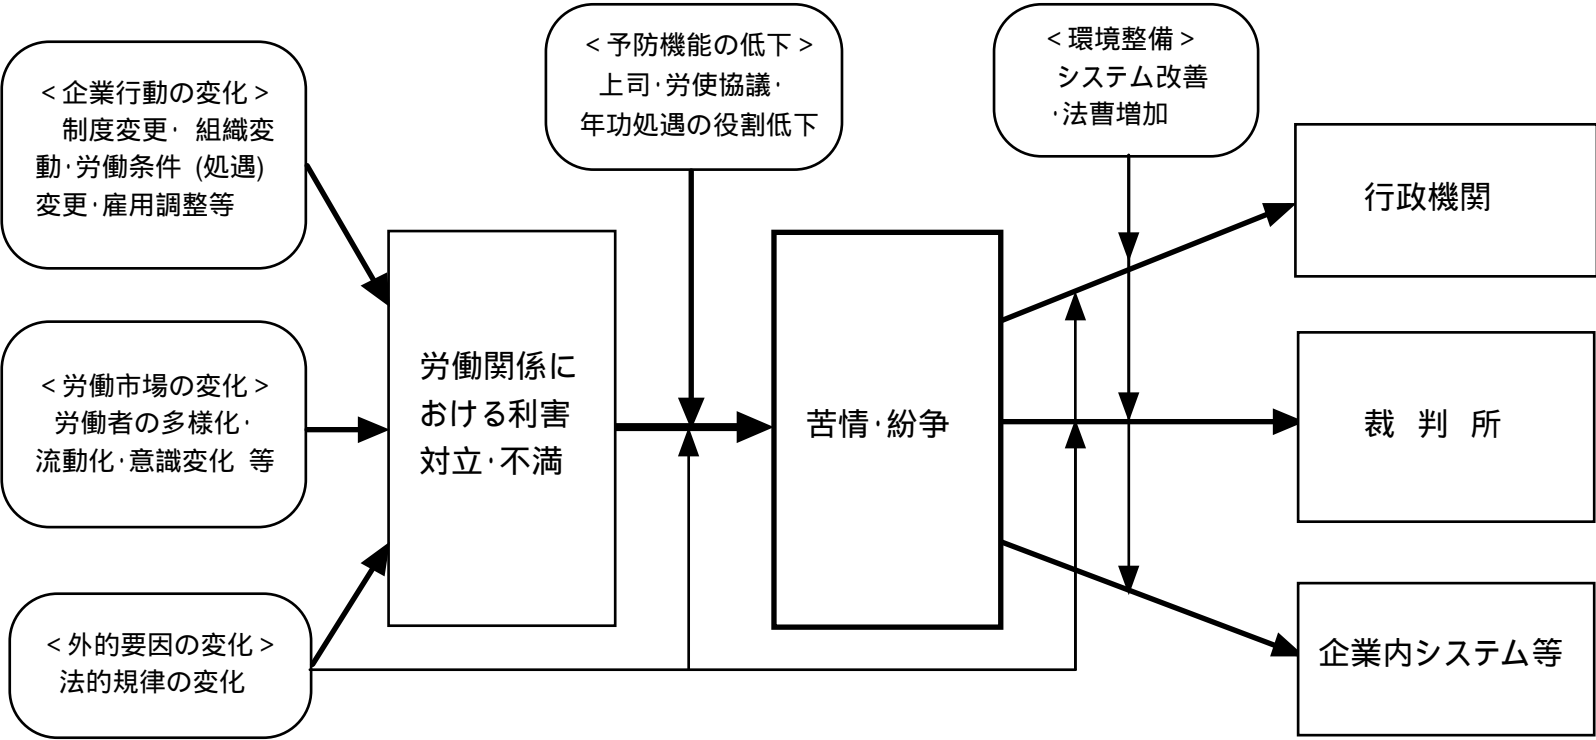 <企業行動の変化>
制度変更・ 組織変
動・労働条件 (処遇)
変更・雇用調整等
<予防機能の低下>
上司・労使協議・
年功処遇の役割低下
<環境整備>
システム改善
・法曹増加
<労働市場の変化>
労働者の多様化・
流動化・意識変化 等
<外的要因の変化>
法的規律の変化
労働関係に
おける利害
対立・不満
苦情・紛争
行政機関
裁 判 所
企業内システム等